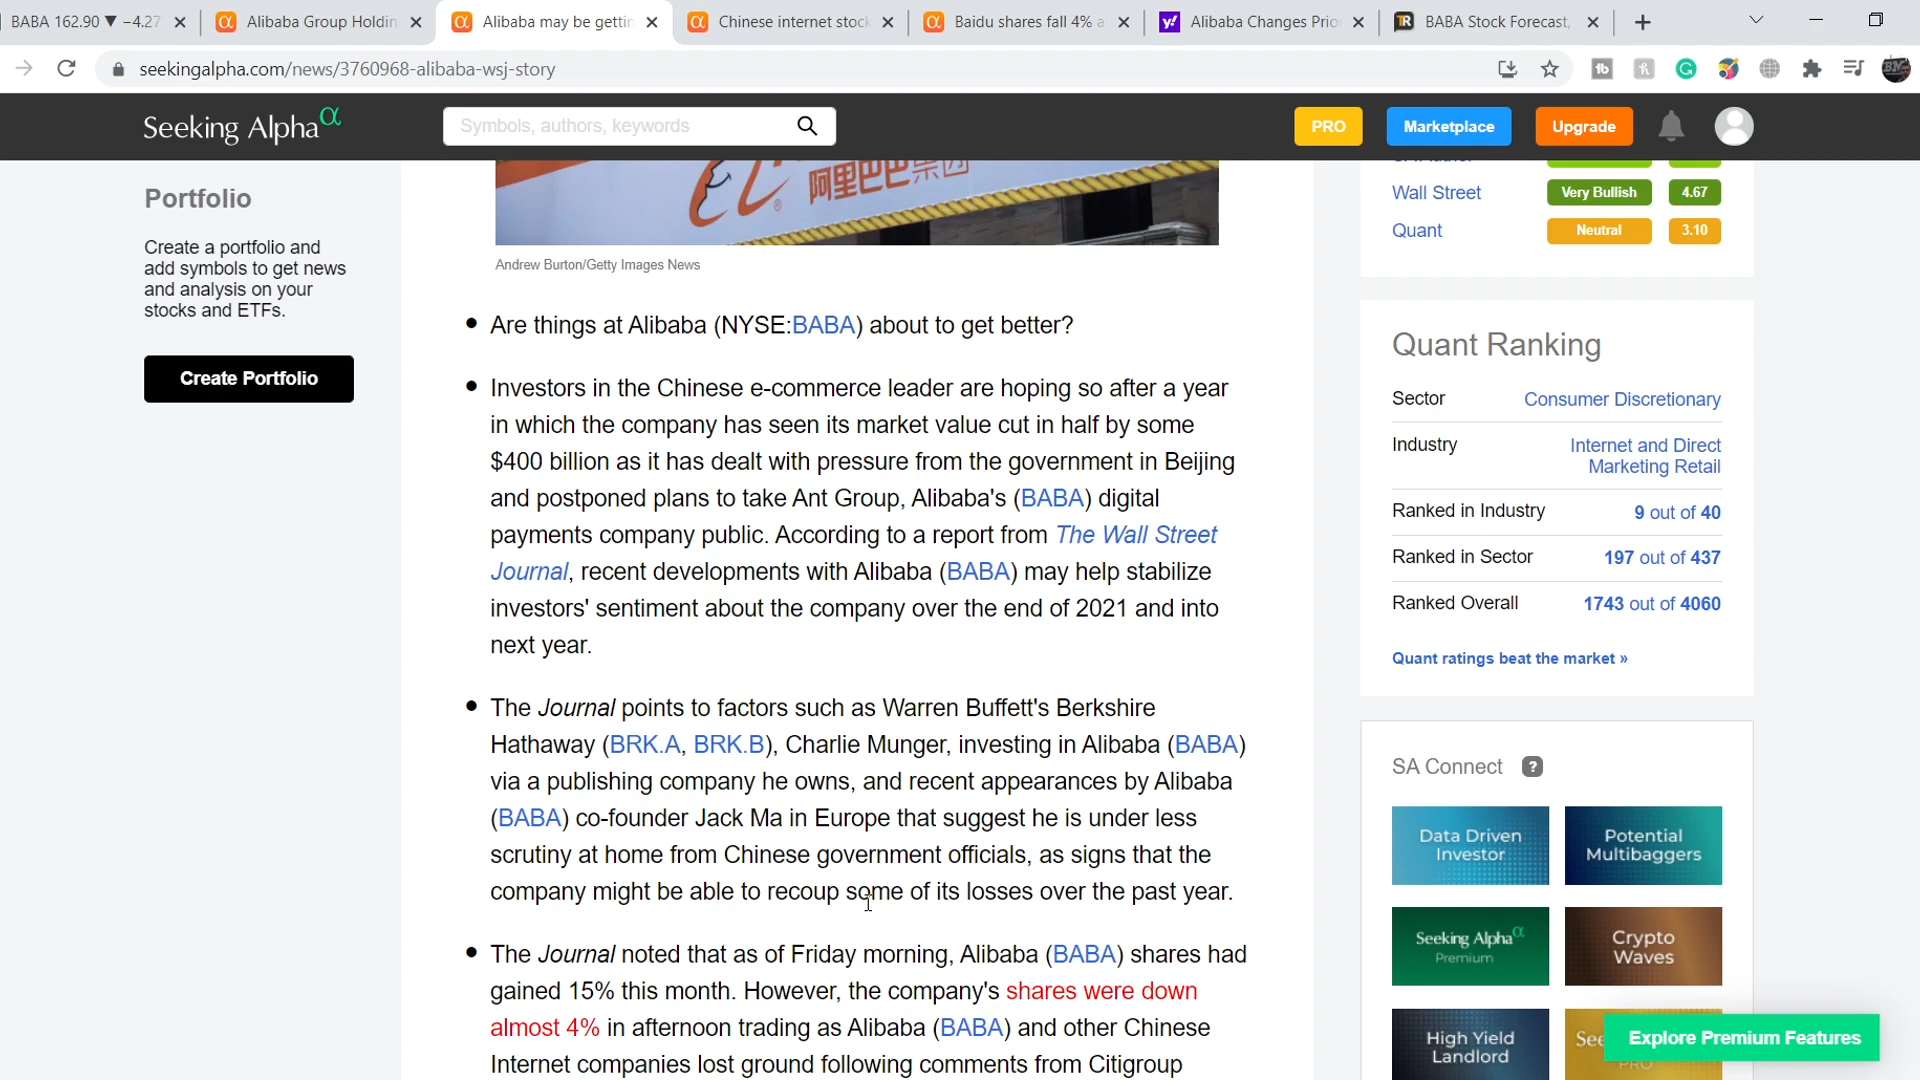 BABA 162.90 ▼ −4.27
Alibaba Group Holdin
Alibaba may be gettin
Chinese internet stock
Baidu shares fall 4% a
Alibaba Changes Prio
TR BABA Stock Forecast,
seekingalpha.com/news/3760968-alibaba-wsj-story
Seeking Alpha α
Symbols, authors, keywords
PRO
Marketplace
Upgrade
Portfolio
Create a portfolio and
add symbols to get news
and analysis on your
stocks and ETFs.
Create Portfolio
阿里巴巴集团
Andrew Burton/Getty Images News
• Are things at Alibaba (NYSE:BABA) about to get better?
• Investors in the Chinese e-commerce leader are hoping so after a year
in which the company has seen its market value cut in half by some
$400 billion as it has dealt with pressure from the government in Beijing
and postponed plans to take Ant Group, Alibaba's (BABA) digital
payments company public. According to a report from The Wall Street
Journal, recent developments with Alibaba (BABA) may help stabilize
investors' sentiment about the company over the end of 2021 and into
next year.
• The Journal points to factors such as Warren Buffett's Berkshire
Hathaway (BRK.A, BRK.B), Charlie Munger, investing in Alibaba (BABA)
via a publishing company he owns, and recent appearances by Alibaba
(BABA) co-founder Jack Ma in Europe that suggest he is under less
scrutiny at home from Chinese government officials, as signs that the
company might be able to recoup some of its losses over the past year.
• The Journal noted that as of Friday morning, Alibaba (BABA) shares had
gained 15% this month. However, the company's shares were down
almost 4% in afternoon trading as Alibaba (BABA) and other Chinese
Internet companies lost ground following comments from Citigroup
Wall Street Very Bullish 4.67
Quant Neutral 3.10
Quant Ranking
Sector Consumer Discretionary
Industry Internet and Direct
Marketing Retail
Ranked in Industry 9 out of 40
Ranked in Sector 197 out of 437
Ranked Overall 1743 out of 4060
Quant ratings beat the market »
SA Connect ?
Data Driven
Investor
Potential
Multibaggers
Seeking Alpha α
Premium
Crypto
Waves
High Yield
Landlord
See
PRO
Explore Premium Features